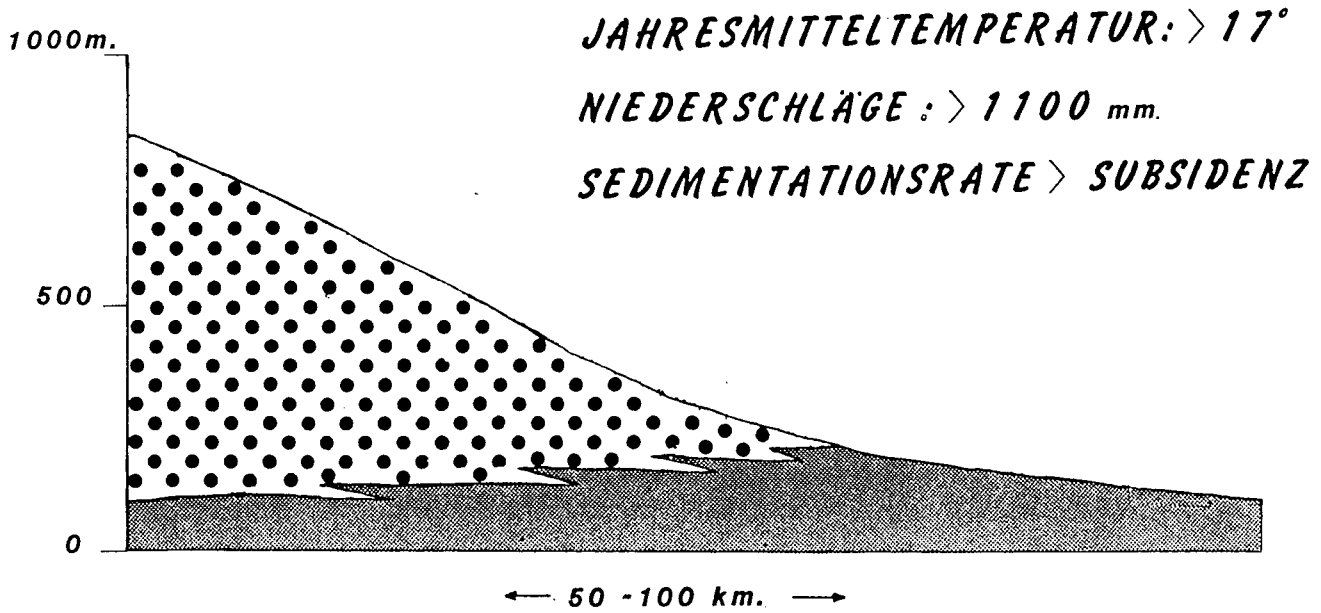 1000m.
JAHRESMITTELTEMPERATUR: > 17°
NIEDERSCHLÄGE : > 1100 mm.
SEDIMENTATIONSRATE > SUBSIDENZ
500
0
← 50 - 100 km. →